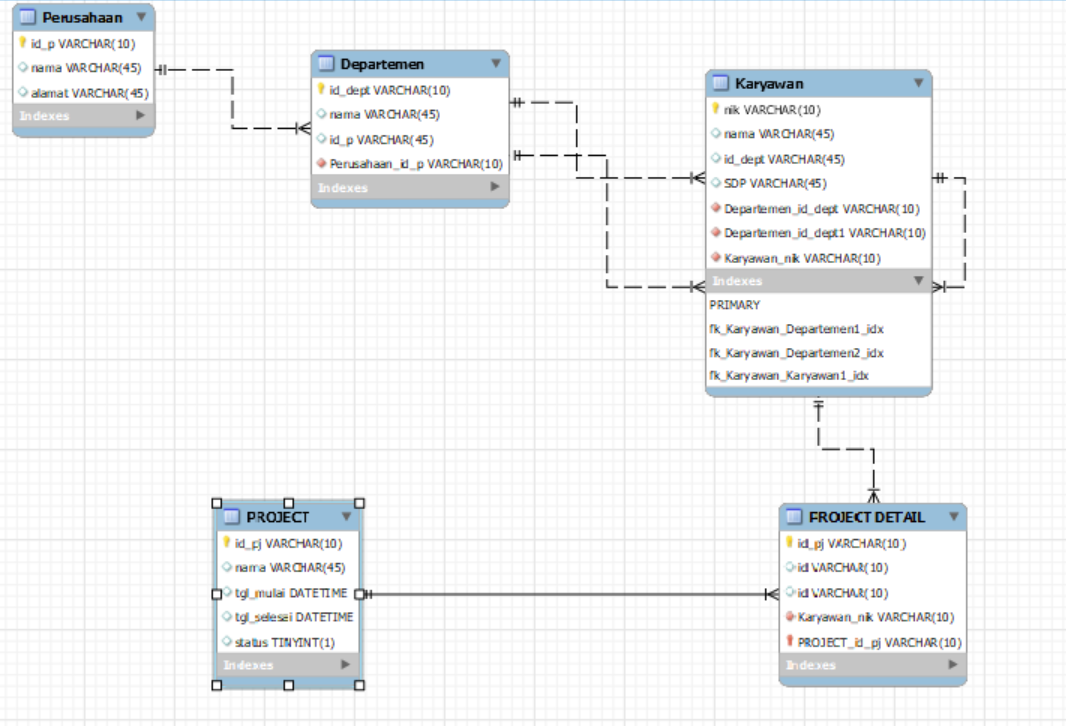 Perusahaan
id_p VARCHAR(10)
nama VARCHAR(45)
alamat VARCHAR(45)
Indexes
Departemen
id_dept VARCHAR(10)
nama VARCHAR(45)
id_p VARCHAR(45)
Perusahaan_id_p VARCHAR(10)
Indexes
Karyawan
nik VARCHAR(10)
nama VARCHAR(45)
id_dept VARCHAR(45)
SDP VARCHAR(45)
Departemen_id_dept VARCHAR(10)
Departemen_id_dept1 VARCHAR(10)
Karyawan_nik VARCHAR(10)
Indexes
PRIMARY
fk_Karyawan_Departemen1_idx
fk_Karyawan_Departemen2_idx
fk_Karyawan_Karyawan1_idx
PROJECT
id_pj VARCHAR(10)
nama VARCHAR(45)
tgl_mulai DATETIME
tgl_selesai DATETIME
status TINYINT(1)
Indexes
PROJECT DETAIL
id_pj VARCHAR(10)
id VARCHAR(10)
id VARCHAR(10)
Karyawan_nik VARCHAR(10)
PROJECT_id_pj VARCHAR(10)
Indexes